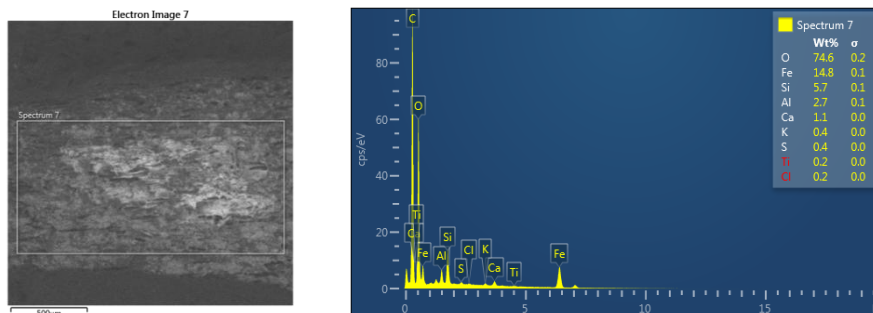 Electron Image 7
Spectrum 7
500µm
C
O
Ti
Ca
Fe
Al
Si
S
Cl
K
Ca
Ti
Fe
80
60
40
20
0
cps/eV
0
5
10
15
Spectrum 7
Wt% σ
O 74.6 0.2
Fe 14.8 0.1
Si 5.7 0.1
Al 2.7 0.1
Ca 1.1 0.0
K 0.4 0.0
S 0.4 0.0
Ti 0.2 0.0
Cl 0.2 0.0